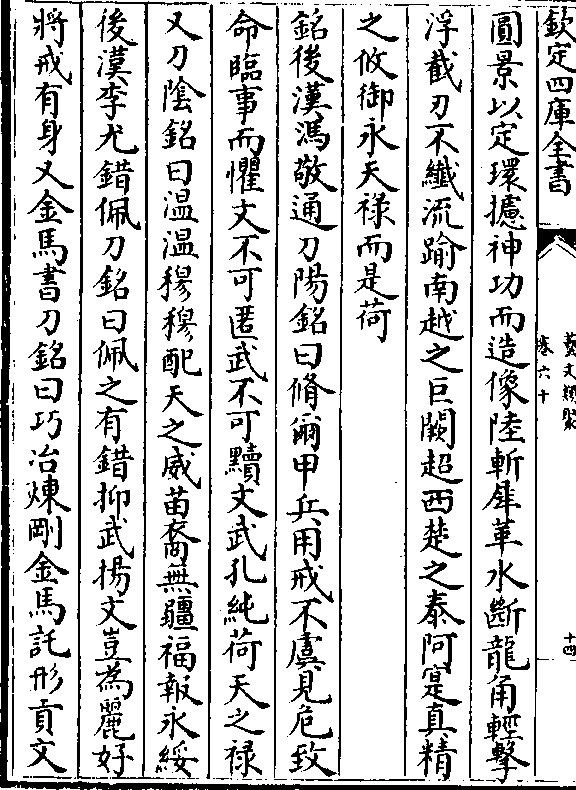 欽定四庫全書
藝文類聚
卷六十
十四
圓景以定環攄神功而造像陸斬犀革水斷龍角輕擊
浮截刃不纖流踰南越之巨闕超西楚之泰阿寔真精
之攸御永天祿而是荷
銘後漢馮敬通刀陽銘曰脩爾甲兵用戒不虞見危致
命臨事而懼文不可匿武不可黷文武孔純荷天之祿
又刀陰銘曰温温穆穆配天之威苗裔無疆福報永綏
後漢李尤錯佩刀銘曰佩之有錯抑武揚文豈為麗好
將戒有身又金馬書刀銘曰巧冶煉剛金馬託形貢文